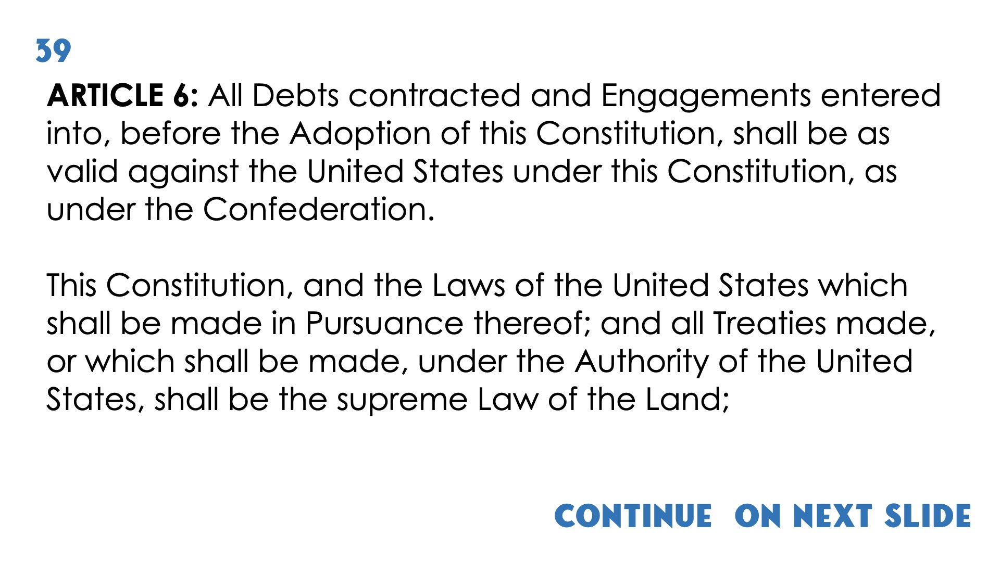 39
ARTICLE 6: All Debts contracted and Engagements entered
into, before the Adoption of this Constitution, shall be as
valid against the United States under this Constitution, as
under the Confederation.
This Constitution, and the Laws of the United States which
shall be made in Pursuance thereof; and all Treaties made,
or which shall be made, under the Authority of the United
States, shall be the supreme Law of the Land;
CONTINUE ON NEXT SLIDE